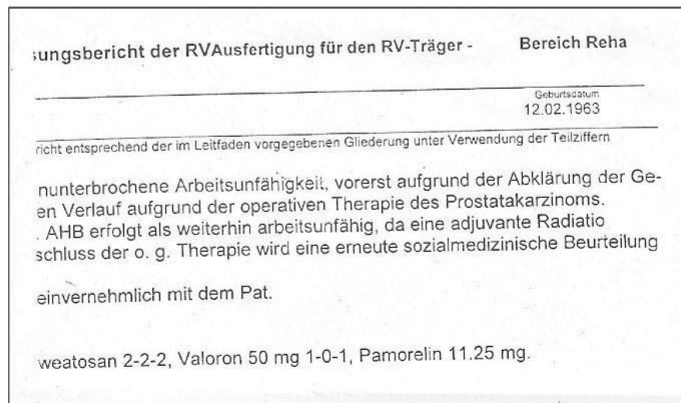 sungsbericht der RVAusfertigung für den RV-Träger - Bereich Reha
Geburtsdatum
12.02.1963
richt entsprechend der im Leitfaden vorgegebenen Gliederung unter Verwendung der Teilziffern
nunterbrochene Arbeitsunfähigkeit, vorerst aufgrund der Abklärung der Ge-
en Verlauf aufgrund der operativen Therapie des Prostatakarzinoms.
. AHB erfolgt als weiterhin arbeitsunfähig, da eine adjuvante Radiatio
schluss der o. g. Therapie wird eine erneute sozialmedizinische Beurteilung
einvernehmlich mit dem Pat.
weatosan 2-2-2, Valoron 50 mg 1-0-1, Pamorelin 11.25 mg.